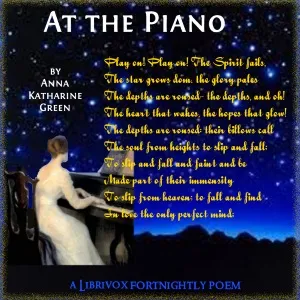 At the Piano
by
Anna
Katharine
Green
Play on! Play on! The Spirit fails,
The star grows dim, the glory pales
The depths are roused- the depths, and oh!
The heart that wakes, the hopes that glow!
The depths are roused: their billows call
The soul from heights to slip and fall;
To slip and fall and faint and be
Made part of their immensity
To slip from heaven; to fall and find -
In love the only perfect mind;
a Librivox fortnightly poem